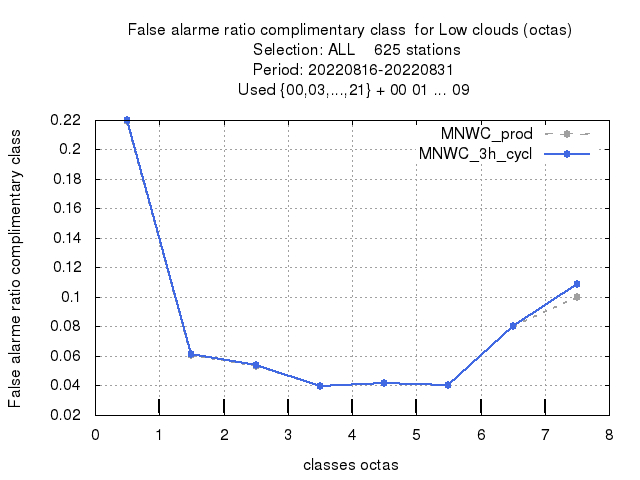 False alarme ratio complimentary class  for Low clouds (octas)
Selection: ALL    625 stations
Period: 20220816-20220831
Used {00,03,...,21} + 00 01 ... 09
MNWC_prod
MNWC_3h_cycl
False alarme ratio complimentary class
0.22
0.2
0.18
0.16
0.14
0.12
0.1
0.08
0.06
0.04
0.02
0 1 2 3 4 5 6 7 8
classes octas